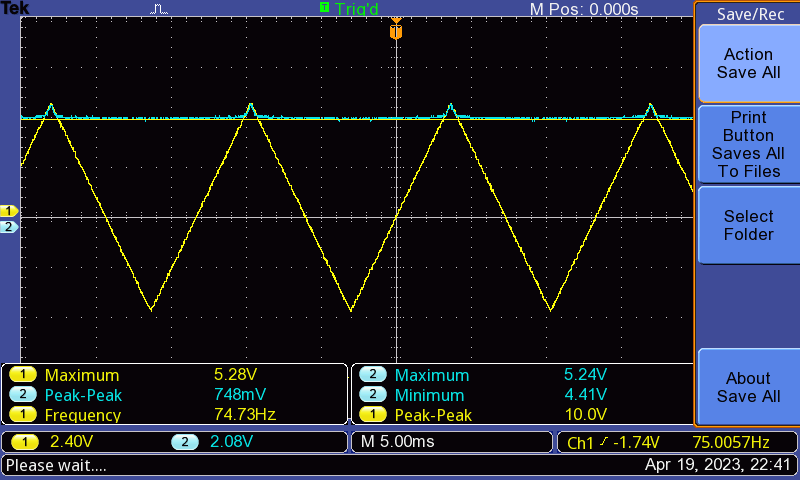 Tek T Trig'd M Pos: 0.000s Save/Rec
T
Action
Save All
Print
Button
Saves All
To Files
Select
Folder
About
Save All
1
2
1 Maximum 5.28V
2 Peak-Peak 748mV
1 Frequency 74.73Hz
2 Maximum 5.24V
2 Minimum 4.41V
1 Peak-Peak 10.0V
1 2.40V 2 2.08V M 5.00ms Ch1 -1.74V 75.0057Hz
Please wait.... Apr 19, 2023, 22:41